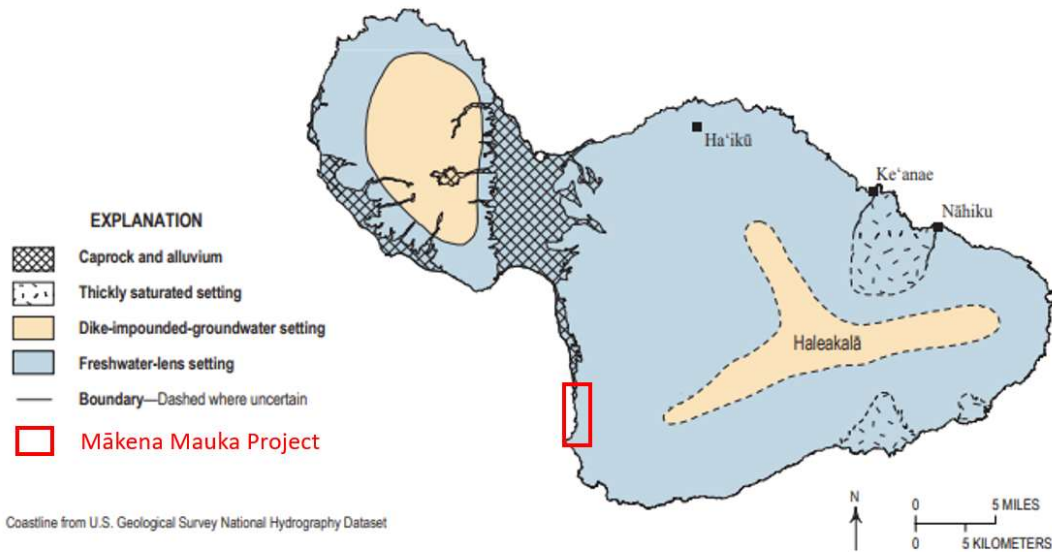 Ha‘ikū
Ke‘anae
Nāhiku
Haleakalā
EXPLANATION
Caprock and alluvium
Thickly saturated setting
Dike-impounded-groundwater setting
Freshwater-lens setting
Boundary—Dashed where uncertain
Mākena Mauka Project
Coastline from U.S. Geological Survey National Hydrography Dataset
N
0 5 MILES
0 5 KILOMETERS